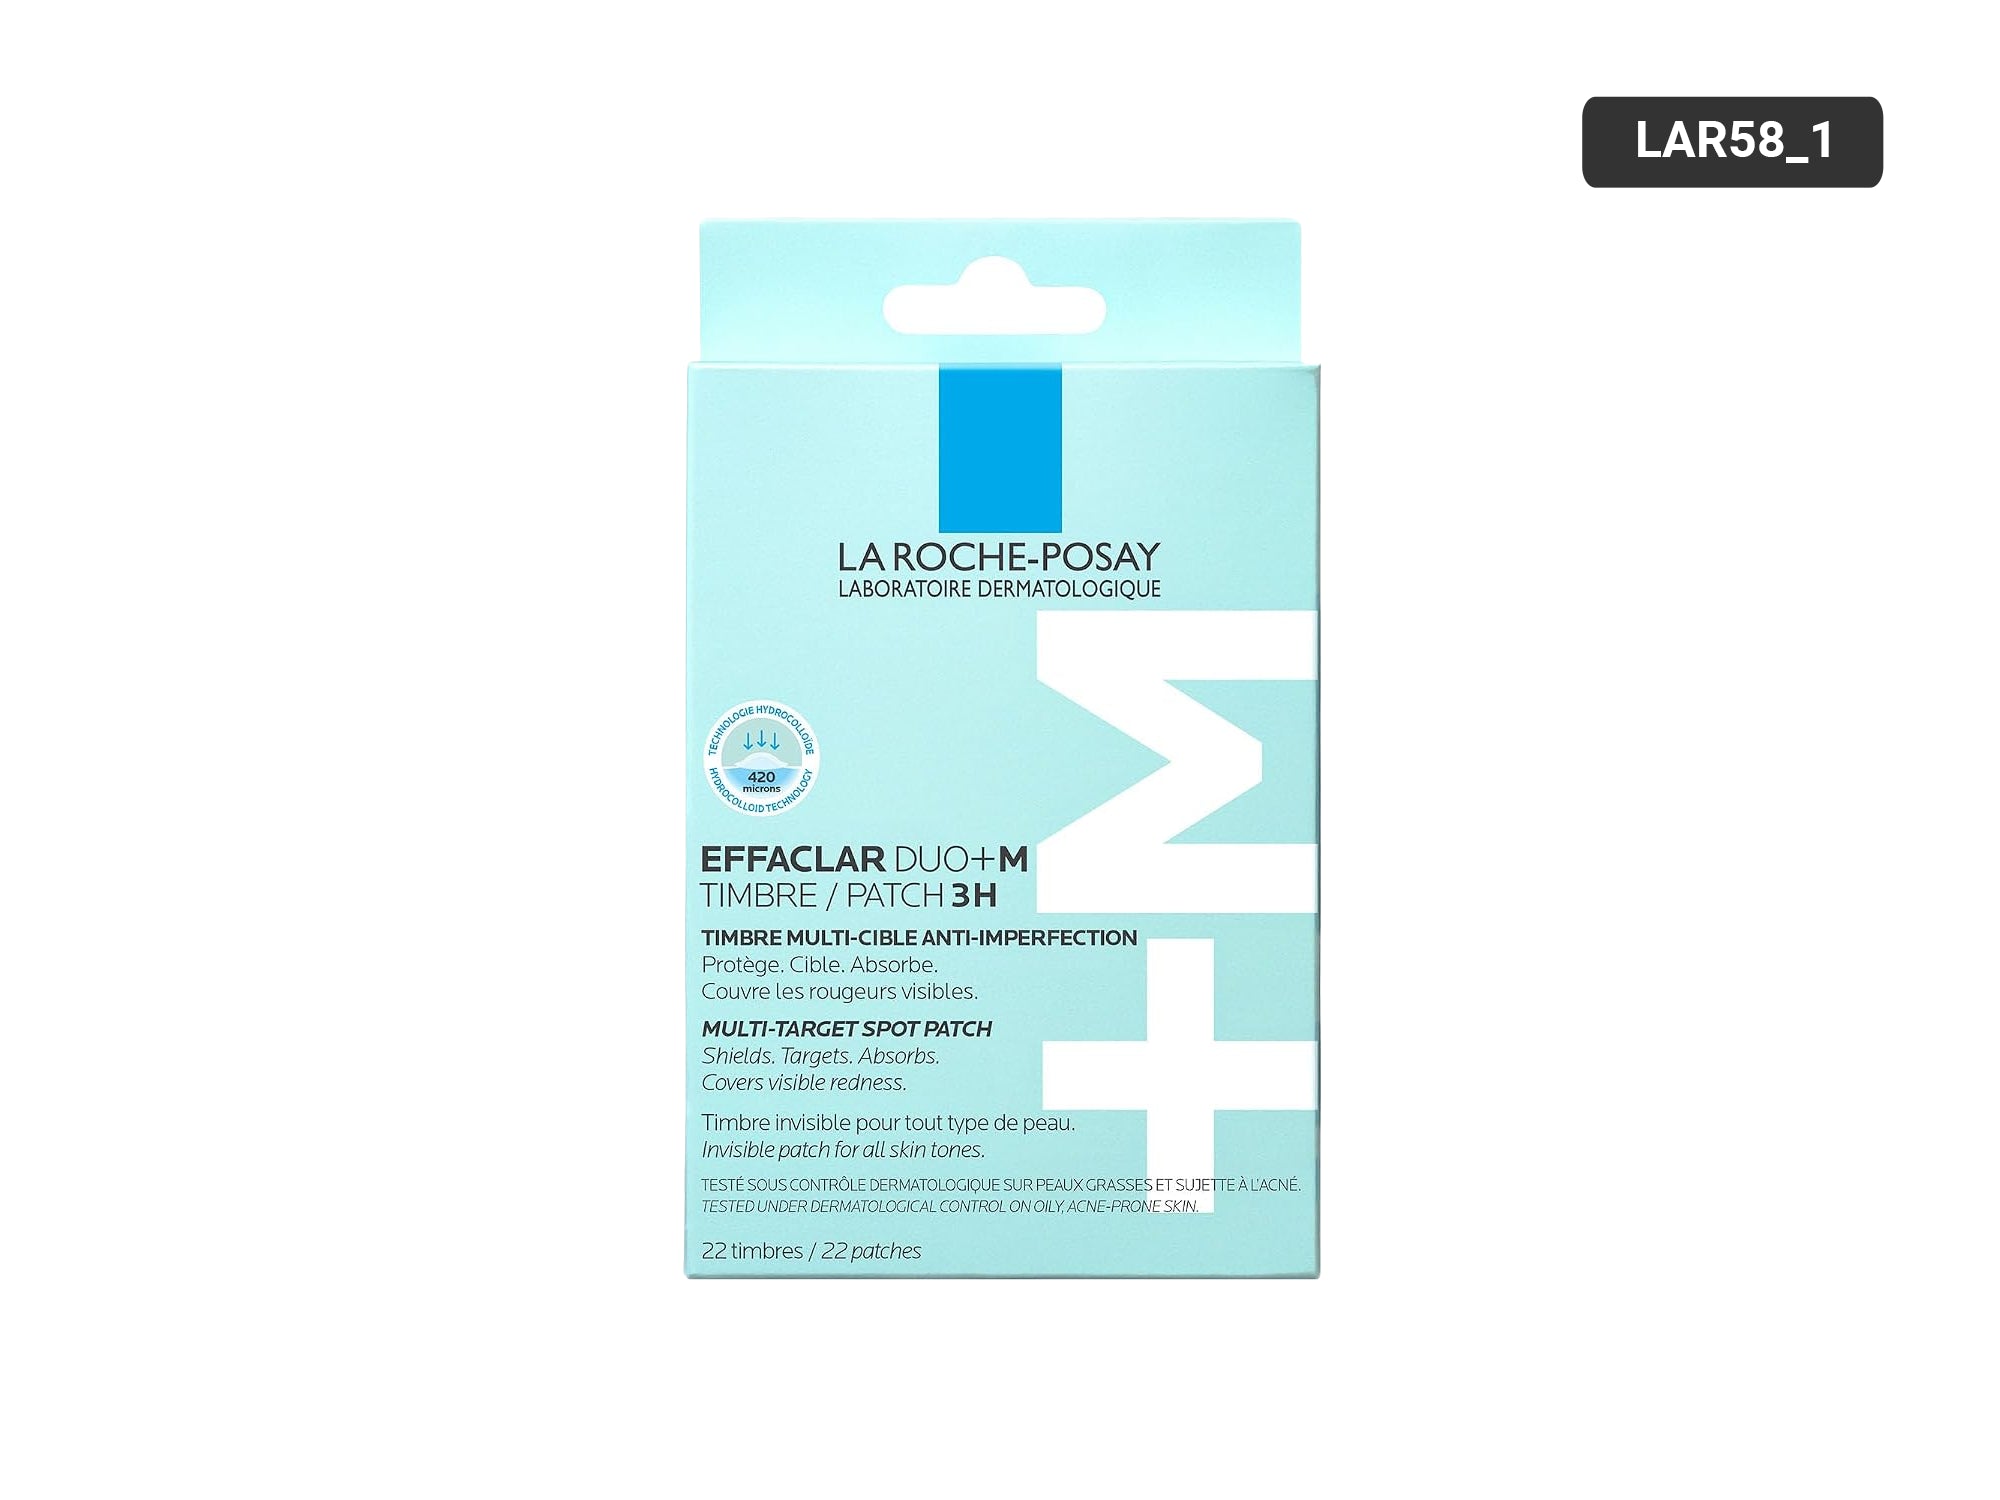 LAR58_1
LA ROCHE-POSAY
LABORATOIRE DERMATOLOGIQUE
+M
TECHNOLOGIE HYDROCOLLOÏDE
420
microns
HYDROCOLLOID TECHNOLOGY
EFFACLAR DUO+M
TIMBRE / PATCH 3H
TIMBRE MULTI-CIBLE ANTI-IMPERFECTION
Protège. Cible. Absorbe.
Couvre les rougeurs visibles.
MULTI-TARGET SPOT PATCH
Shields. Targets. Absorbs.
Covers visible redness.
Timbre invisible pour tout type de peau.
Invisible patch for all skin tones.
TESTÉ SOUS CONTRÔLE DERMATOLOGIQUE SUR PEAUX GRASSES ET SUJETTE À L'ACNÉ.
TESTED UNDER DERMATOLOGICAL CONTROL ON OILY, ACNE-PRONE SKIN.
22 timbres / 22 patches